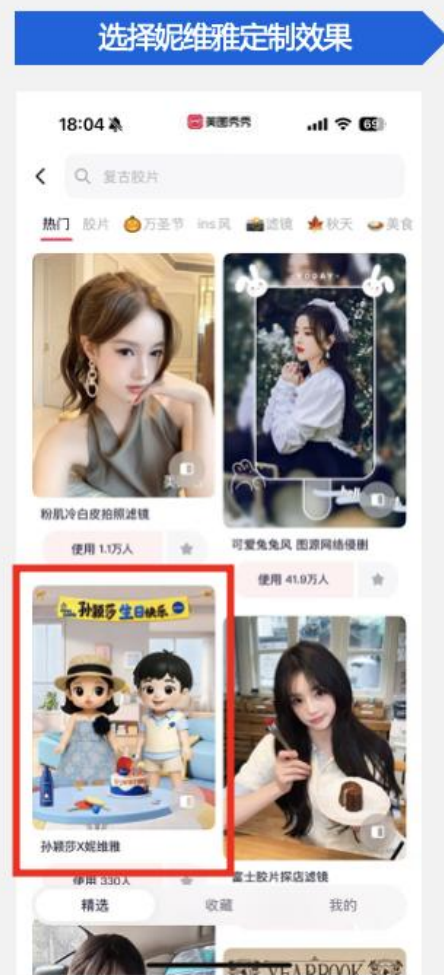 选择妮维雅定制效果
18:04
美图秀秀
69
复古胶片
热门 胶片 万圣节 ins风 滤镜 秋天 美食
TODAY
粉肌冷白皮拍照滤镜
使用 1.1万人
可爱兔兔风 图源网络侵删
使用 41.9万人
孙颖莎生日快乐
孙颖莎X妮维雅
使用 330人
富士胶片探店滤镜
精选 收藏 我的
YEARBOOK